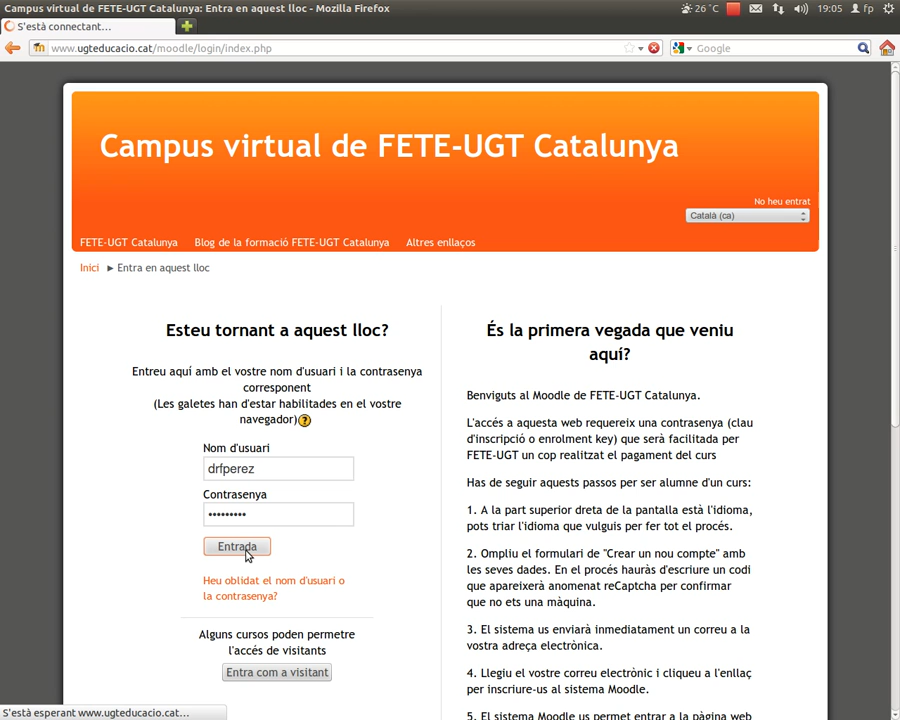 Campus virtual de FETE-UGT Catalunya: Entra en aquest lloc - Mozilla Firefox
26 °C
19:05
fp
S'està connectant...
www.ugteducacio.cat/moodle/login/index.php
Google
Campus virtual de FETE-UGT Catalunya
No heu entrat
Català (ca)
FETE-UGT Catalunya
Blog de la formació FETE-UGT Catalunya
Altres enllaços
Inici ► Entra en aquest lloc
Esteu tornant a aquest lloc?
Entreu aquí amb el vostre nom d'usuari i la contrasenya
corresponent
(Les galetes han d'estar habilitades en el vostre
navegador)?
Nom d'usuari
drfperez
Contrasenya
•••••••••
Entrada
Heu oblidat el nom d'usuari o
la contrasenya?
Alguns cursos poden permetre
l'accés de visitants
Entra com a visitant
És la primera vegada que veniu
aquí?
Benviguts al Moodle de FETE-UGT Catalunya.
L'accés a aquesta web requereix una contrasenya (clau
d'inscripció o enrolment key) que serà facilitada per
FETE-UGT un cop realitzat el pagament del curs
Has de seguir aquests passos per ser alumne d'un curs:
1. A la part superior dreta de la pantalla està l'idioma,
pots triar l'idioma que vulguis per fer tot el procés.
2. Ompliu el formulari de "Crear un nou compte" amb
les seves dades. En el procés hauràs d'escriure un codi
que apareixerà anomenat reCaptcha per confirmar
que no ets una màquina.
3. El sistema us enviarà inmediatament un correu a la
vostra adreça electrònica.
4. Llegiu el vostre correu electrònic i cliqueu a l'enllaç
per inscriure-us al sistema Moodle.
5. El sistema Moodle us permet entrar a la pàgina web
S'està esperant www.ugteducacio.cat...